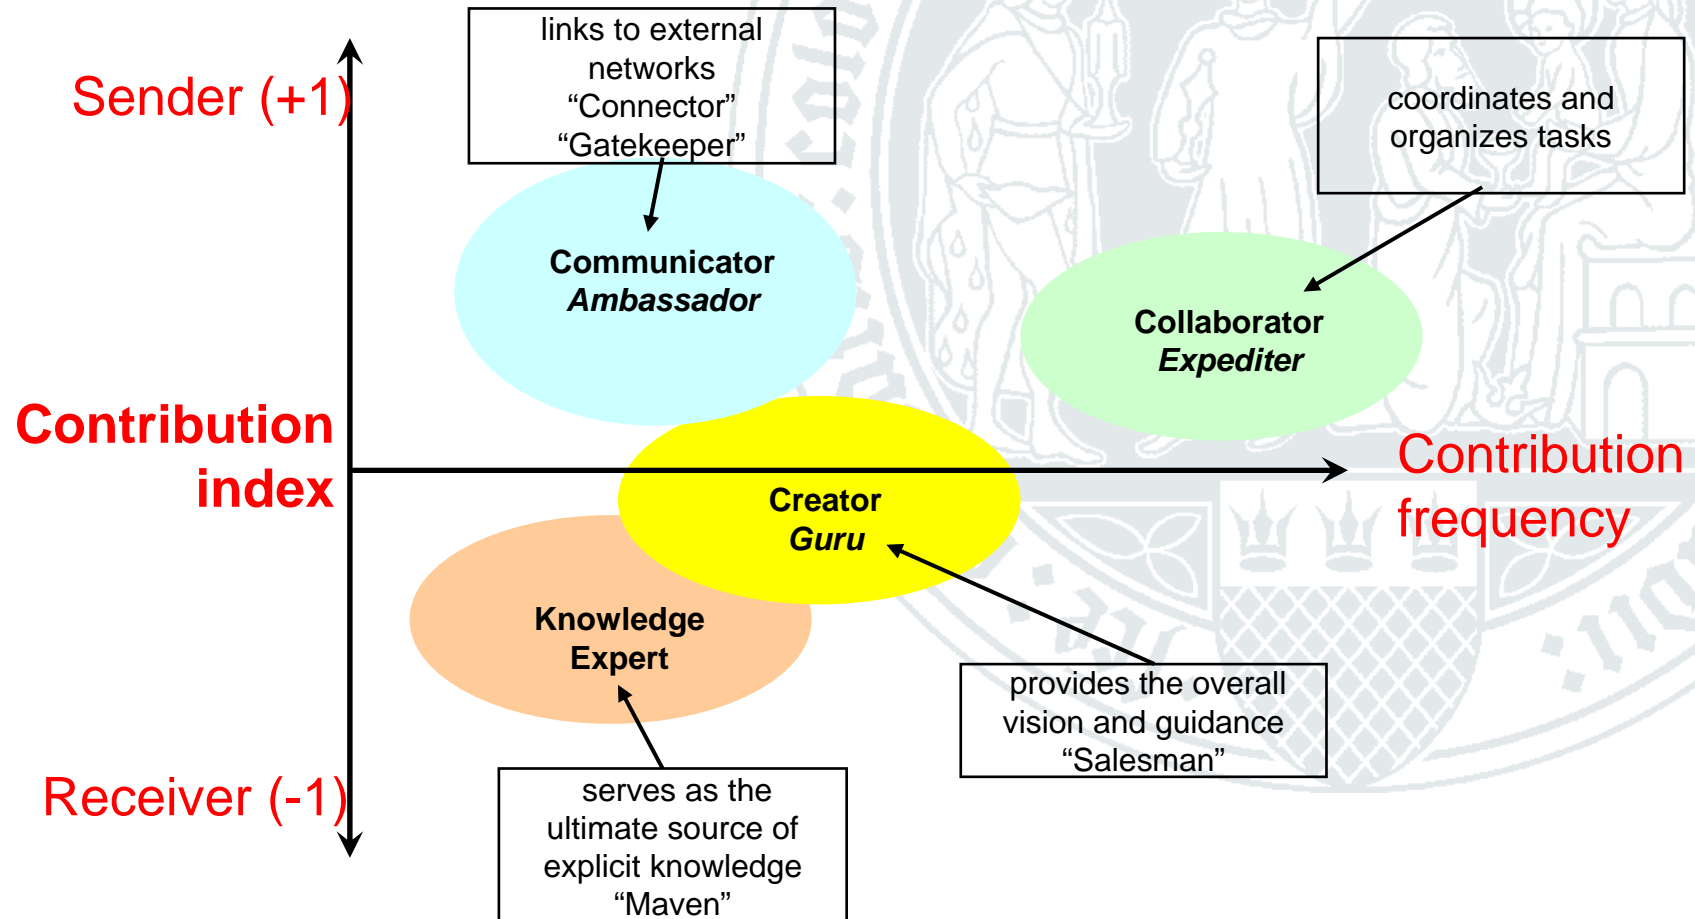 links to external
networks
“Connector”
“Gatekeeper”
Sender (+1)
coordinates and
organizes tasks
Communicator
Ambassador
Collaborator
Expediter
Contribution
index
Contribution
frequency
Creator
Guru
Knowledge
Expert
provides the overall
vision and guidance
“Salesman”
Receiver (-1)
serves as the
ultimate source of
explicit knowledge
“Maven”